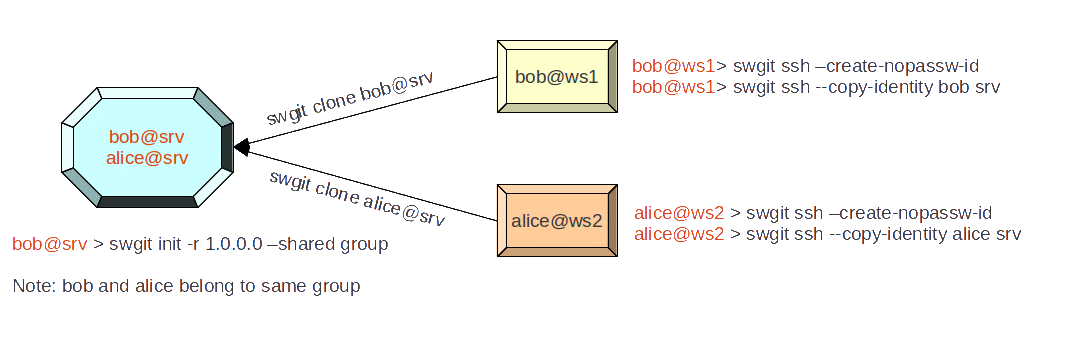 bob@srv
alice@srv
swgit clone bob@srv
swgit clone alice@srv
bob@ws1
alice@ws2
bob@ws1> swgit ssh –create-nopassw-id
bob@ws1> swgit ssh --copy-identity bob srv
alice@ws2 > swgit ssh –create-nopassw-id
alice@ws2 > swgit ssh --copy-identity alice srv
bob@srv > swgit init -r 1.0.0.0 –shared group
Note: bob and alice belong to same group